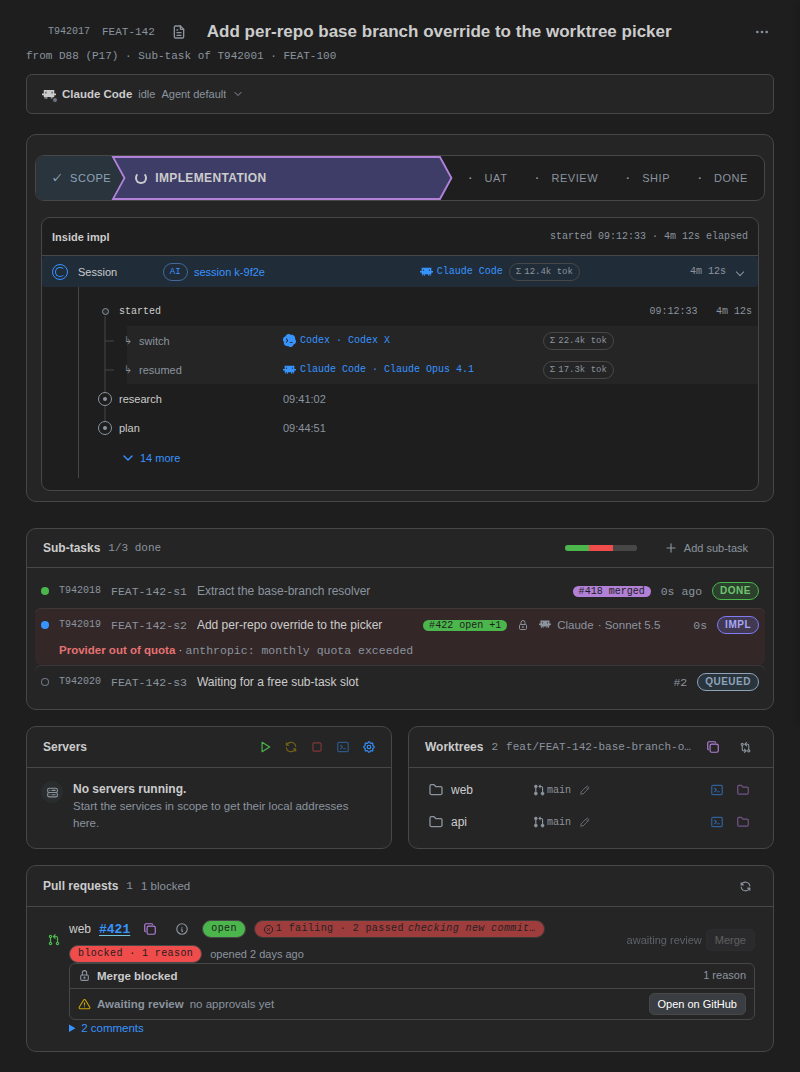 T942017 FEAT-142 Add per-repo base branch override to the worktree picker
from D88 (P17) · Sub-task of T942001 · FEAT-100
Claude Code idle Agent default
SCOPE IMPLEMENTATION · UAT · REVIEW · SHIP · DONE
Inside impl started 09:12:33 · 4m 12s elapsed
Session AI session k-9f2e Claude Code Σ 12.4k tok 4m 12s
started 09:12:33 4m 12s
↳ switch Codex · Codex X Σ 22.4k tok
↳ resumed Claude Code · Claude Opus 4.1 Σ 17.3k tok
research 09:41:02
plan 09:44:51
14 more
Sub-tasks 1/3 done Add sub-task
T942018 FEAT-142-s1 Extract the base-branch resolver #418 merged 0s ago DONE
T942019 FEAT-142-s2 Add per-repo override to the picker #422 open +1 Claude · Sonnet 5.5 0s IMPL
Provider out of quota · anthropic: monthly quota exceeded
T942020 FEAT-142-s3 Waiting for a free sub-task slot #2 QUEUED
Servers
No servers running.
Start the services in scope to get their local addresses
here.
Worktrees 2 feat/FEAT-142-base-branch-o…
web main
api main
Pull requests 1 1 blocked
web #421 open 1 failing · 2 passed checking new commit…
blocked · 1 reason opened 2 days ago
awaiting review Merge
Merge blocked 1 reason
Awaiting review no approvals yet Open on GitHub
2 comments